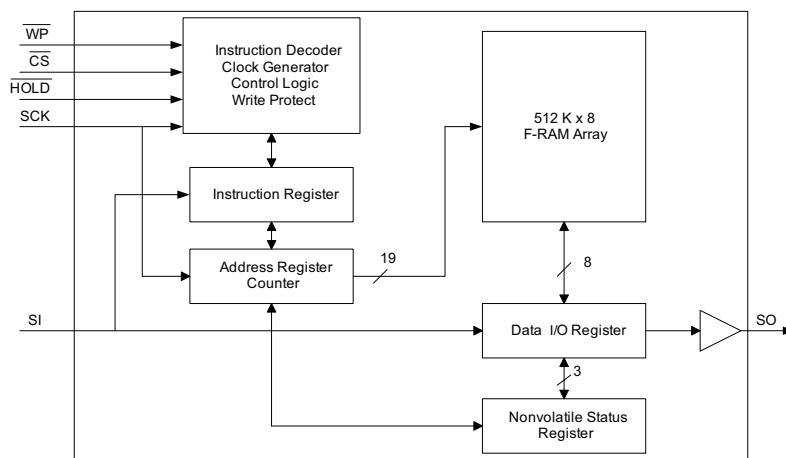 WP
CS
HOLD
SCK
Instruction Decoder
Clock Generator
Control Logic
Write Protect
512 K x 8
F-RAM Array
Instruction Register
Address Register
Counter
19
8
SI
Data I/O Register
SO
3
Nonvolatile Status
Register